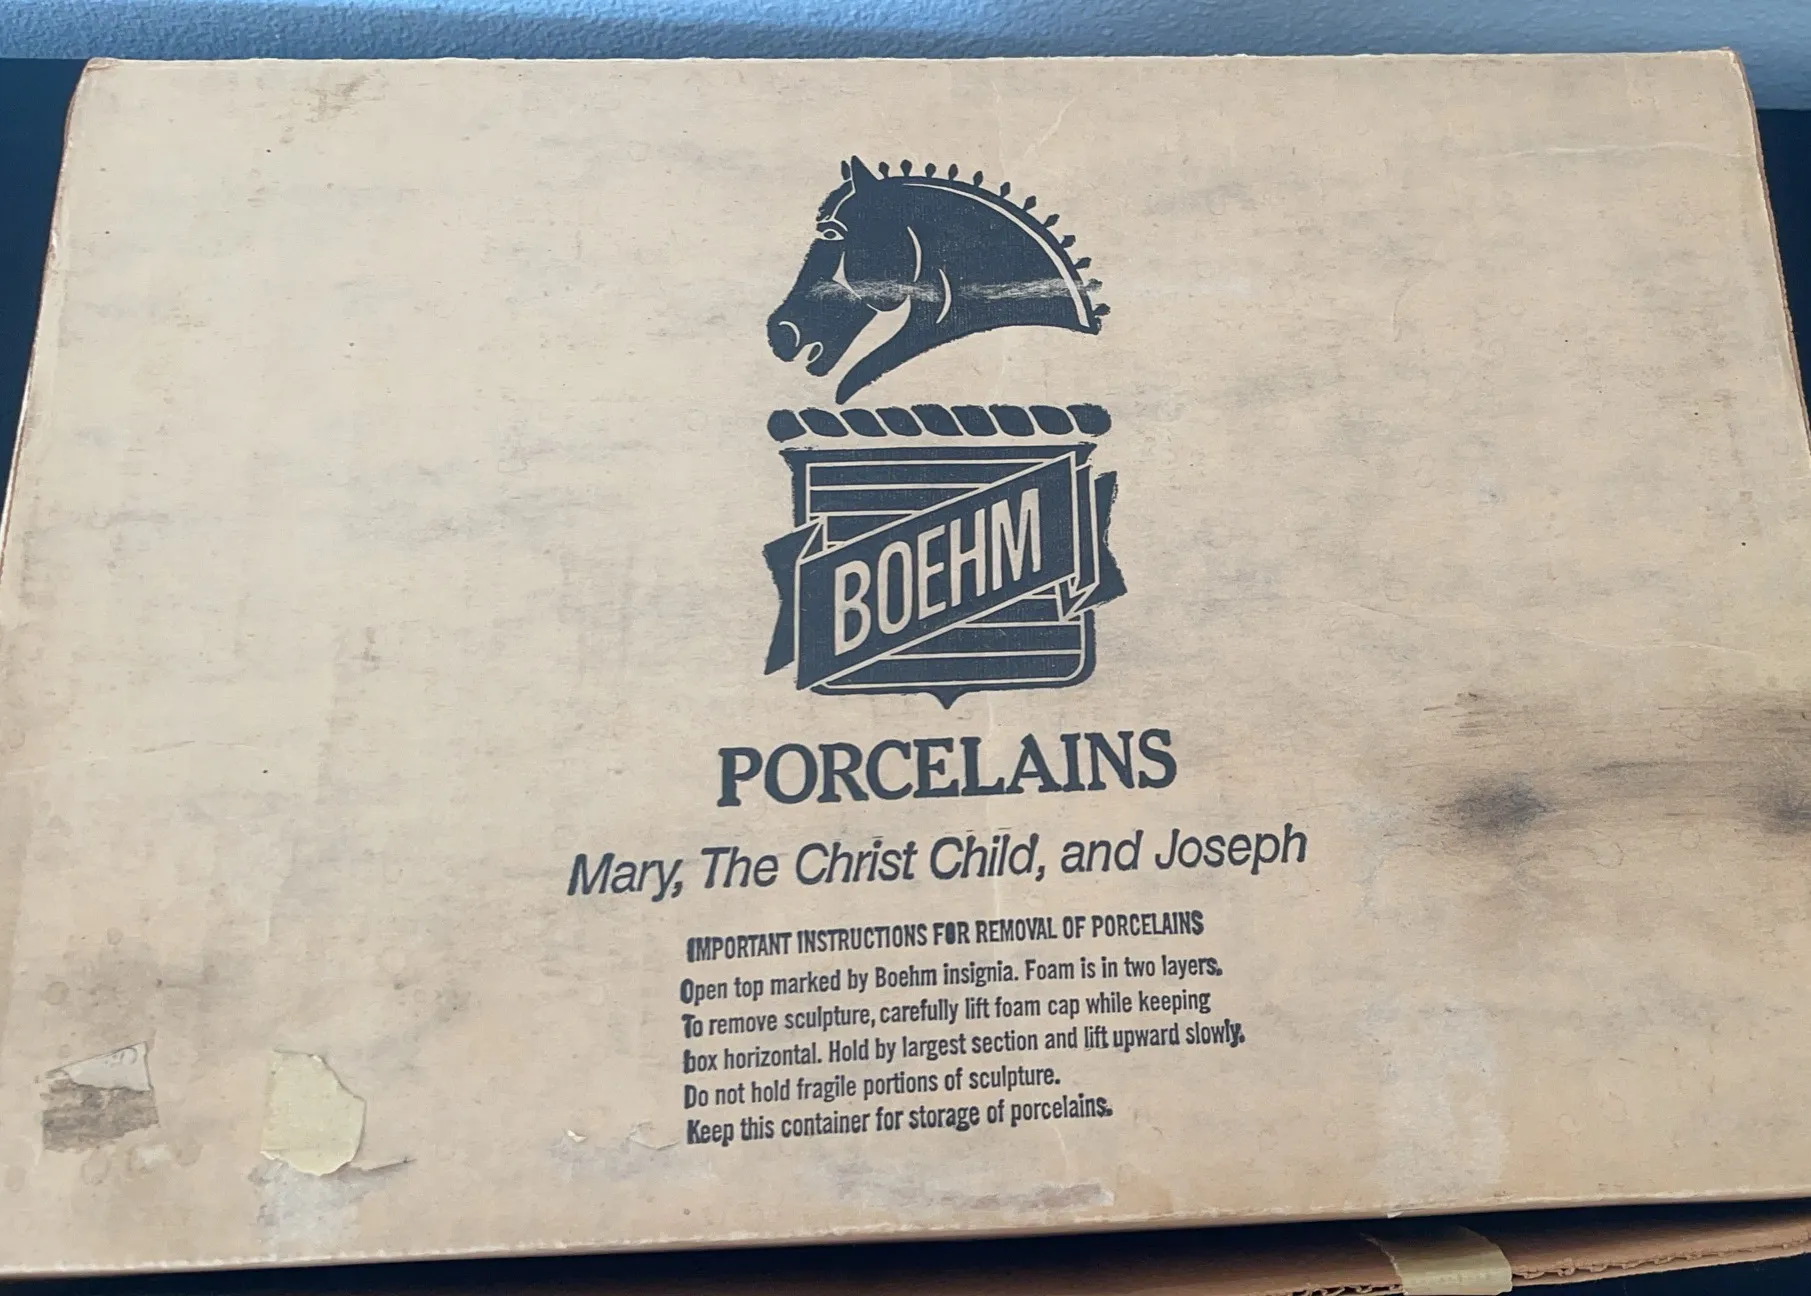 BOEHM
PORCELAINS
Mary, The Christ Child, and Joseph
IMPORTANT INSTRUCTIONS FOR REMOVAL OF PORCELAINS
Open top marked by Boehm insignia. Foam is in two layers.
To remove sculpture, carefully lift foam cap while keeping
box horizontal. Hold by largest section and lift upward slowly.
Do not hold fragile portions of sculpture.
Keep this container for storage of porcelains.